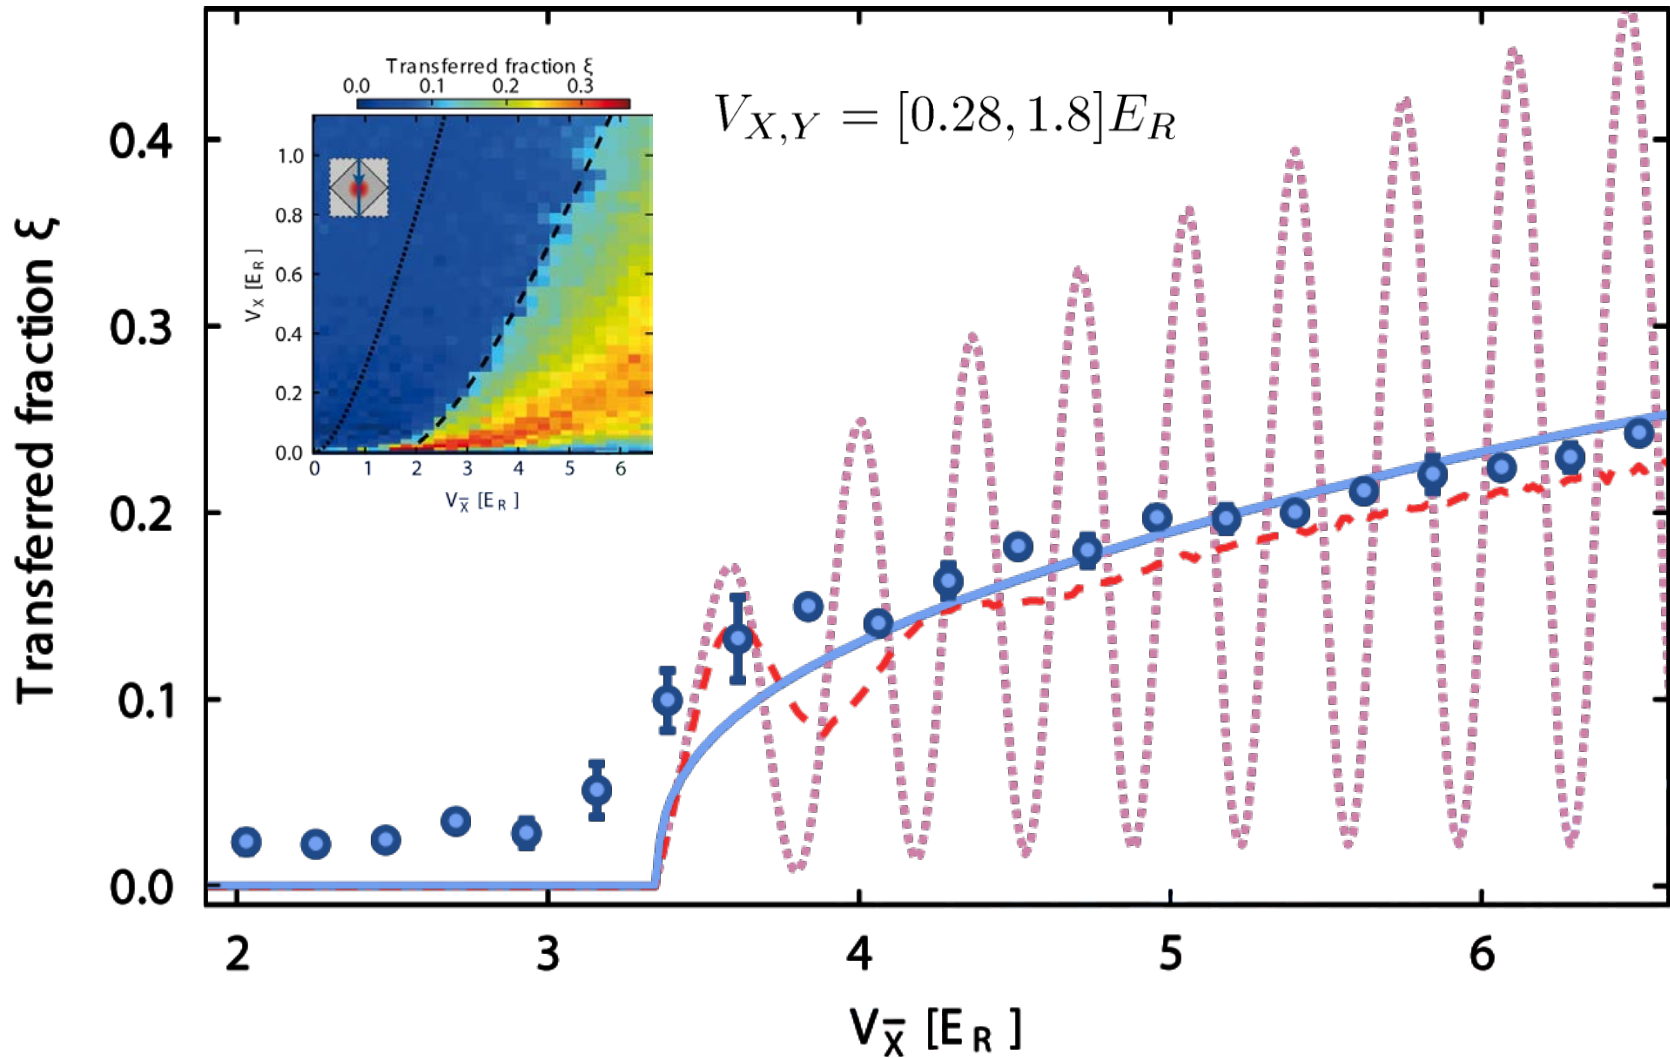 Transferred fraction ξ
0.0 0.1 0.2 0.3
V_{X,Y} = [0.28, 1.8]E_R
1.0
0.8
0.6
0.4
0.2
0.0
V_X [E_R]
0 1 2 3 4 5 6
V_{X̅} [E_R]
0.4
0.3
0.2
0.1
0.0
Transferred fraction ξ
2 3 4 5 6
V_{X̅} [E_R]